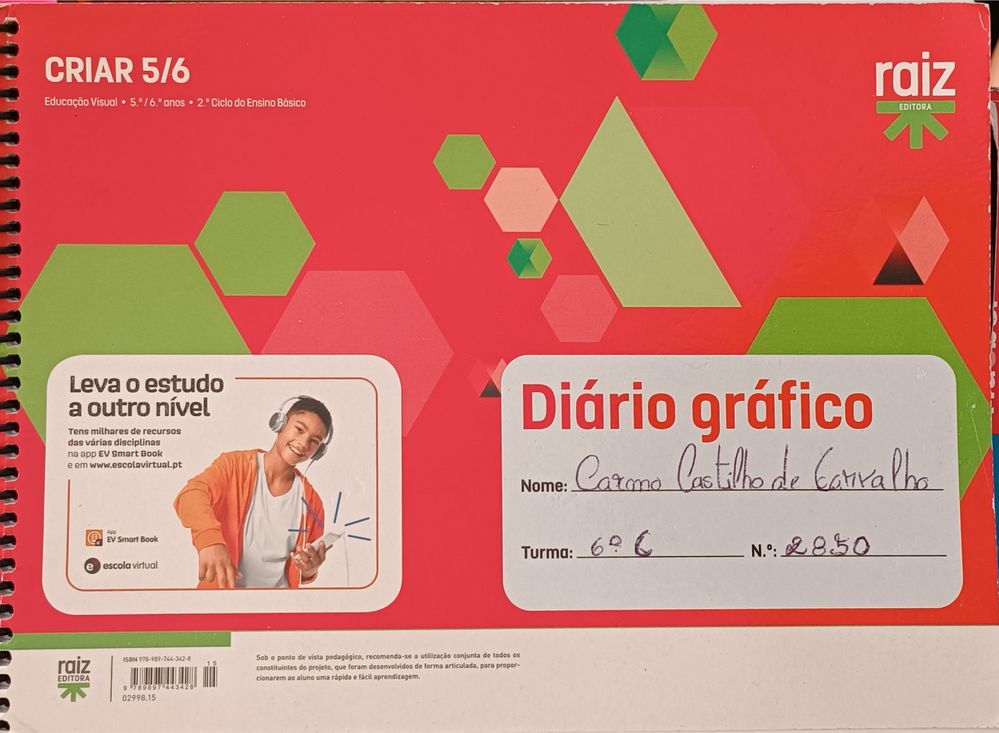 CRIAR 5/6
Educação Visual • 5.º / 6.º anos • 2.º Ciclo do Ensino Básico
raiz
EDITORA
Leva o estudo
a outro nível
Tens milhares de recursos
das várias disciplinas
na app EV Smart Book
e em www.escolavirtual.pt
App
EV Smart Book
e escola virtual
Diário gráfico
Nome: Carmo Castilho de Carvalho
Turma: 6º C N.º: 2850
raiz
EDITORA
ISBN 978-989-744-342-8
15
9 789897 443428
02998.15
Sob o ponto de vista pedagógico, recomenda-se a utilização conjunta de todos os
constituintes do projeto, que foram desenvolvidos de forma articulada, para propor-
cionarem ao aluno uma rápida e fácil aprendizagem.